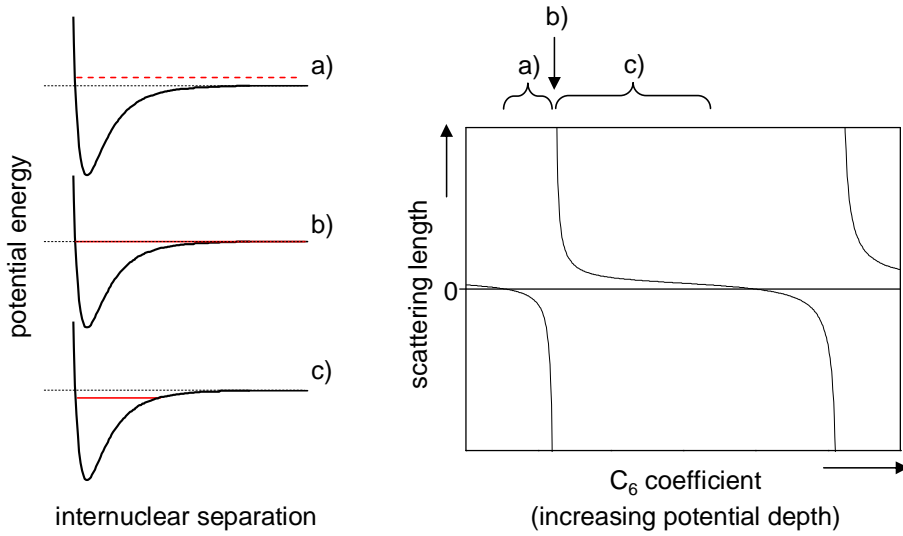 potential energy
a)
b)
c)
internuclear separation
b)
a)
c)
scattering length
0
C₆ coefficient
(increasing potential depth)